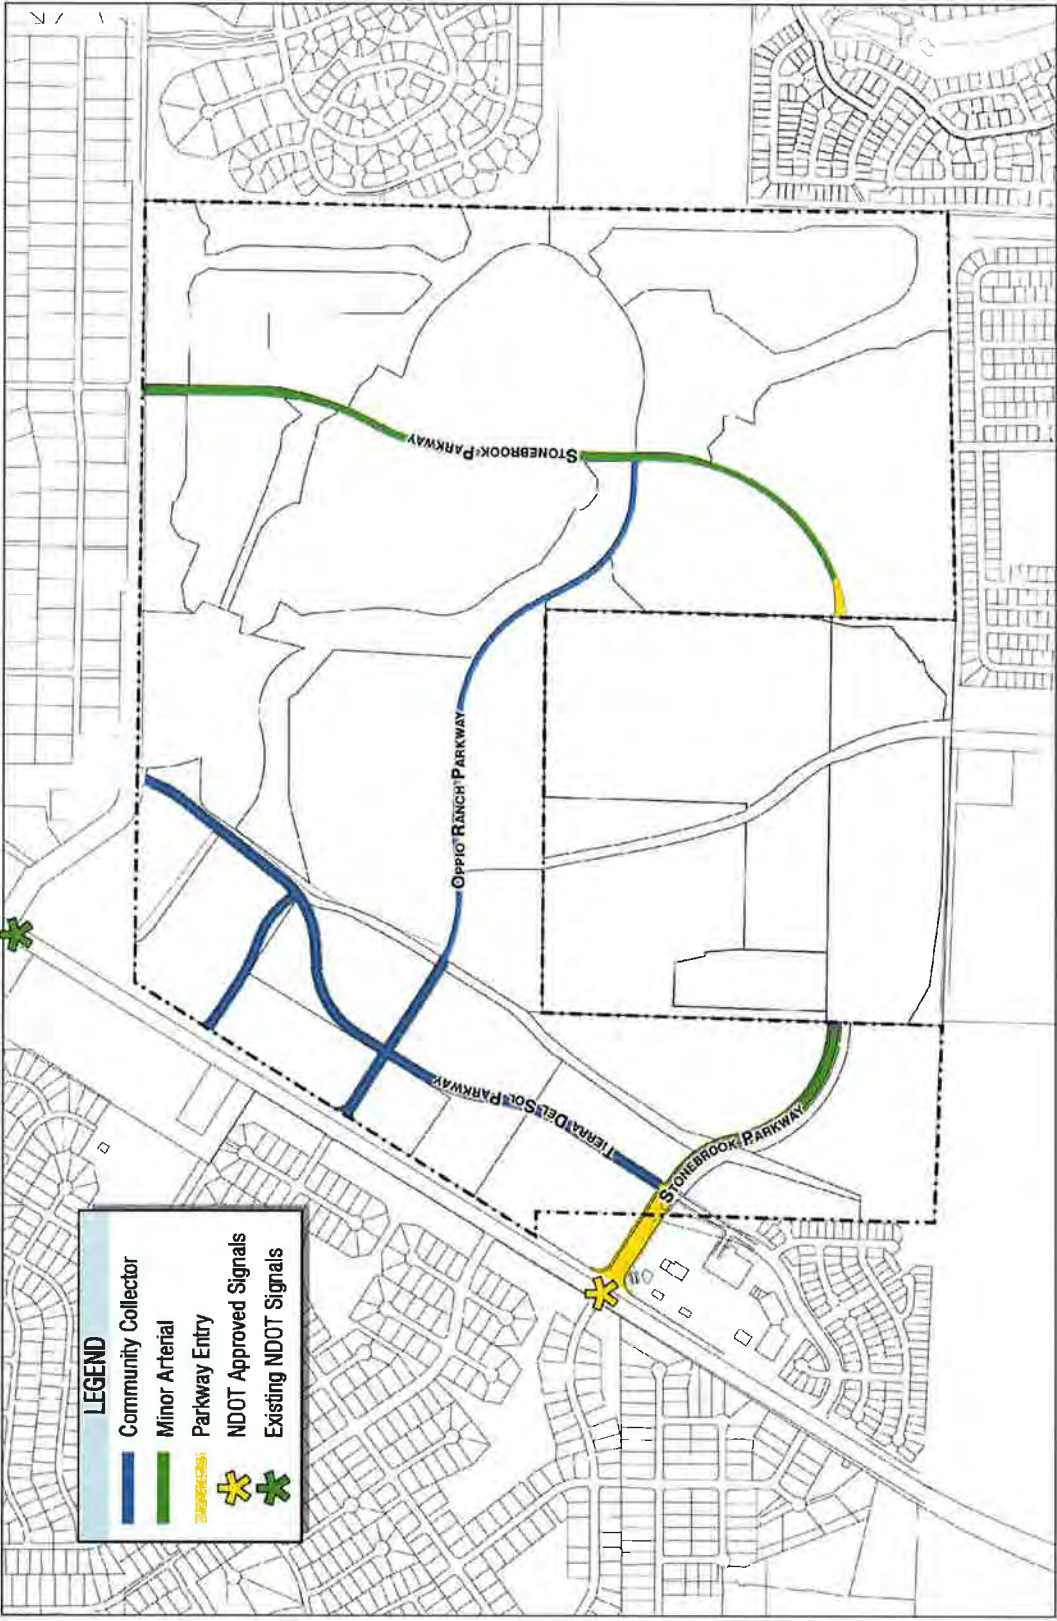 LEGEND
Community Collector
Minor Arterial
Parkway Entry
NDOT Approved Signals
Existing NDOT Signals
STONEBROOK PARKWAY
OPPIO RANCH PARKWAY
TIERRA DEL SOL PARKWAY
STONEBROOK PARKWAY